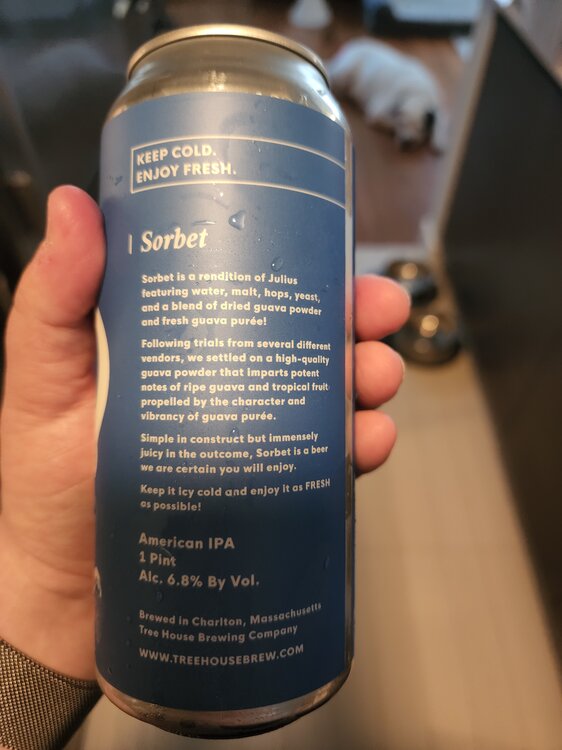 KEEP COLD.
ENJOY FRESH.
Sorbet
Sorbet is a rendition of Julius
featuring water, malt, hops, yeast,
and a blend of dried guava powder
and fresh guava purée!
Following trials from several different
vendors, we settled on a high-quality
guava powder that imparts potent
notes of ripe guava and tropical fruit
propelled by the character and
vibrancy of guava purée.
Simple in construct but immensely
juicy in the outcome, Sorbet is a beer
we are certain you will enjoy.
Keep it icy cold and enjoy it as FRESH
as possible!
American IPA
1 Pint
Alc. 6.8% By Vol.
Brewed in Charlton, Massachusetts
Tree House Brewing Company
WWW.TREEHOUSEBREW.COM